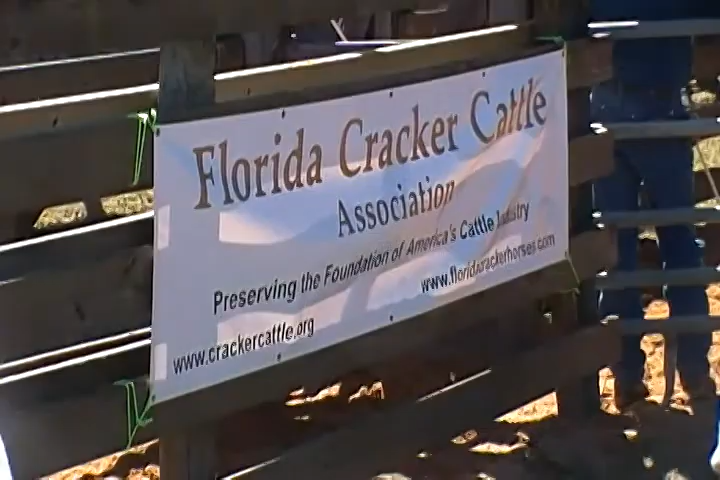 Florida Cracker Cattle
Association
Preserving the Foundation of America's Cattle Industry
www.floridacrackerhorses.com
www.crackercattle.org